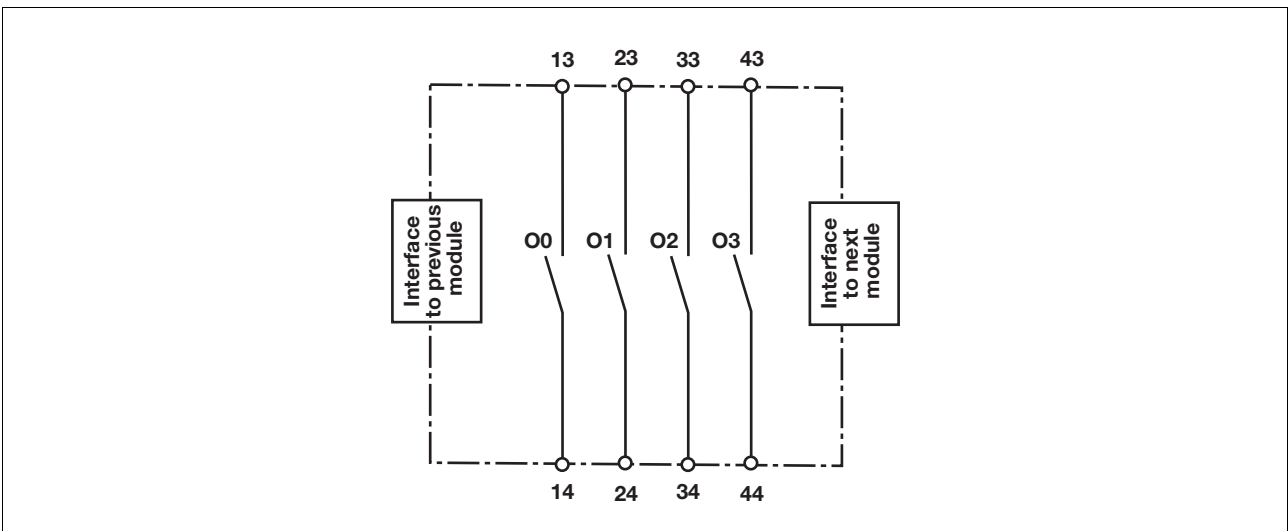 13 23 33 43
Interface
to previous
module
O0 O1 O2 O3
Interface
to next
module
14 24 34 44